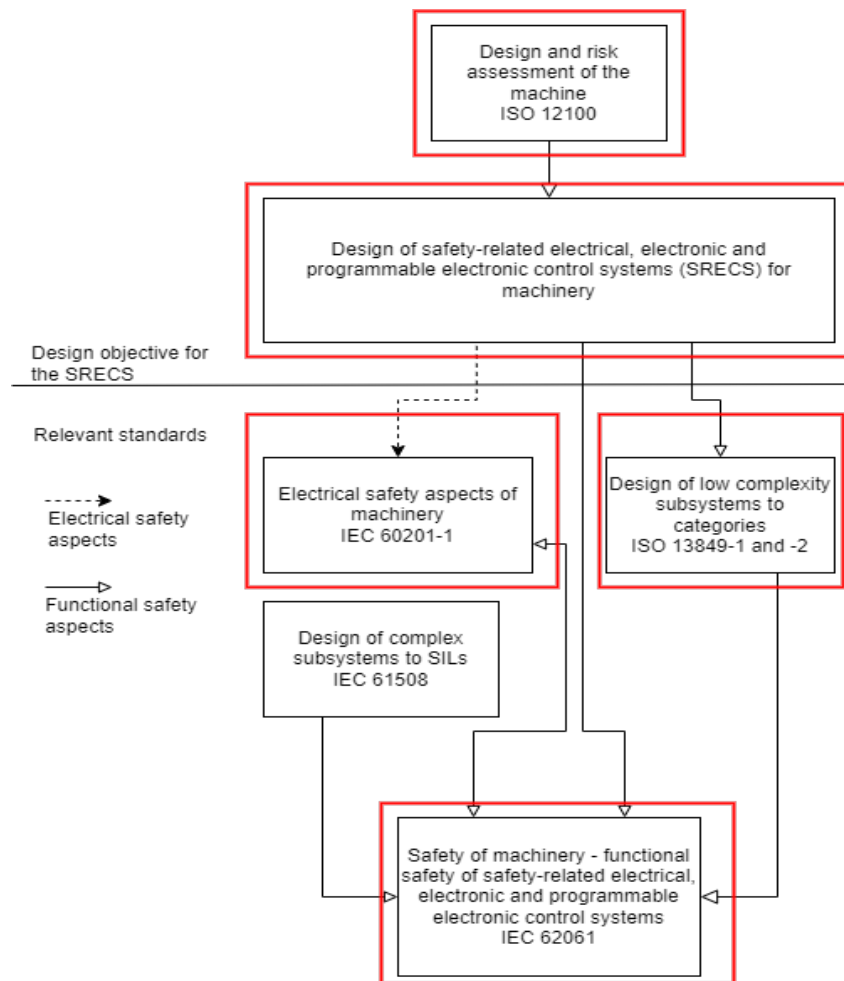 Design and risk
assessment of the
machine
ISO 12100
Design of safety-related electrical, electronic and
programmable electronic control systems (SRECS) for
machinery
Design objective for
the SRECS
Relevant standards
Electrical safety
aspects
Functional safety
aspects
Electrical safety aspects of
machinery
IEC 60201-1
Design of low complexity
subsystems to
categories
ISO 13849-1 and -2
Design of complex
subsystems to SILs
IEC 61508
Safety of machinery - functional
safety of safety-related electrical,
electronic and programmable
electronic control systems
IEC 62061